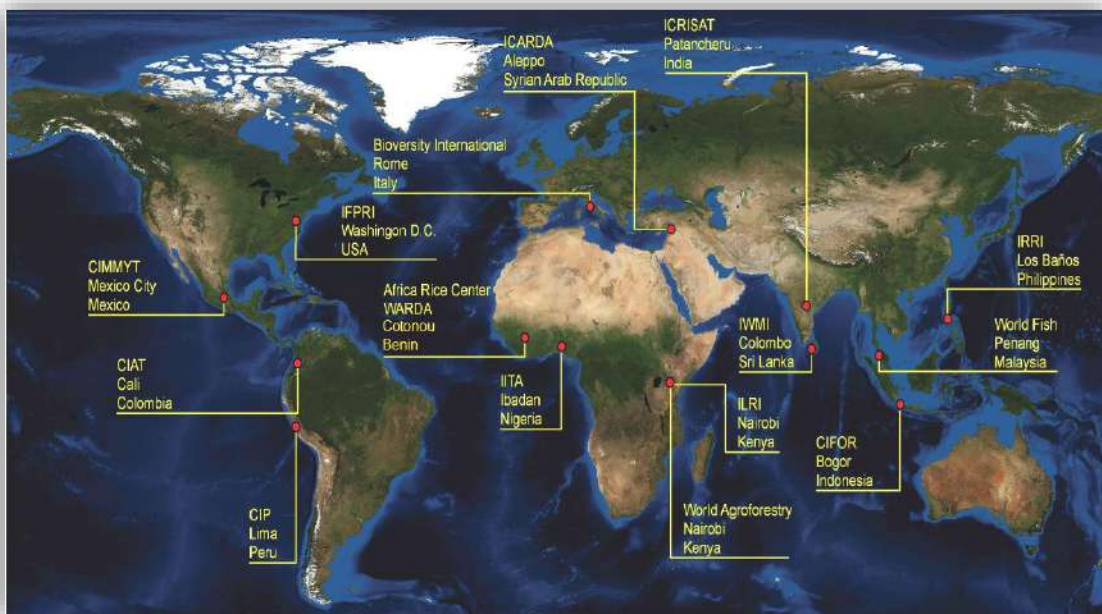 ICRISAT
Patancheru
India
ICARDA
Aleppo
Syrian Arab Republic
Bioversity International
Rome
Italy
IFPRI
Washingon D.C.
USA
IRRI
Los Baños
Philippines
CIMMYT
Mexico City
Mexico
Africa Rice Center
WARDA
Cotonou
Benin
IWMI
Colombo
Sri Lanka
World Fish
Penang
Malaysia
CIAT
Cali
Colombia
IITA
Ibadan
Nigeria
ILRI
Nairobi
Kenya
CIFOR
Bogor
Indonesia
CIP
Lima
Peru
World Agroforestry
Nairobi
Kenya